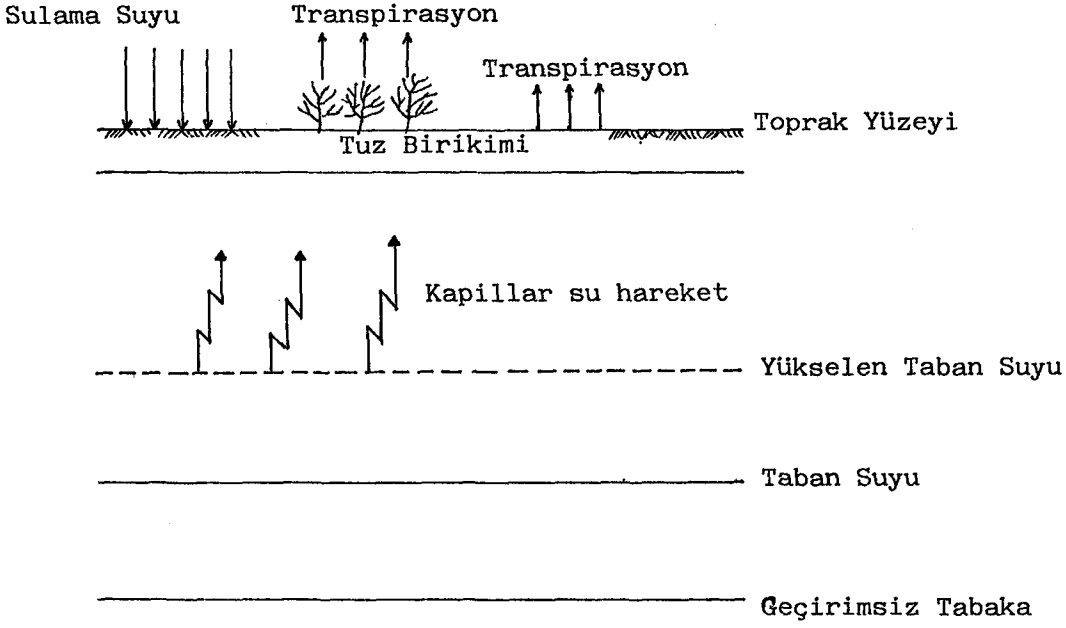 Sulama Suyu
Transpirasyon
Transpirasyon
Toprak Yüzeyi
Tuz Birikimi
Kapillar su hareket
Yükselen Taban Suyu
Taban Suyu
Geçirimsiz Tabaka